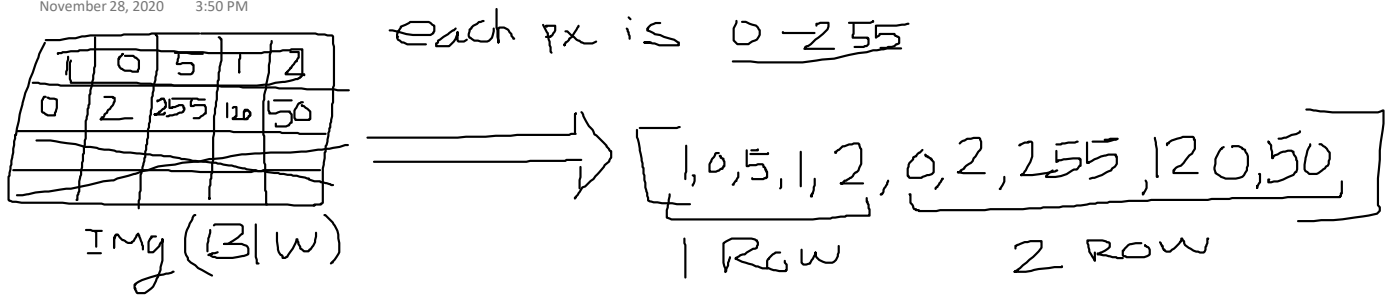 November 28, 2020 3:50 PM
each px is 0-255
1 0 5 1 2
0 2 255 120 50
[1,0,5,1,2,0,2,255,120,50,]
Img (B/W)
1 Row 2 Row